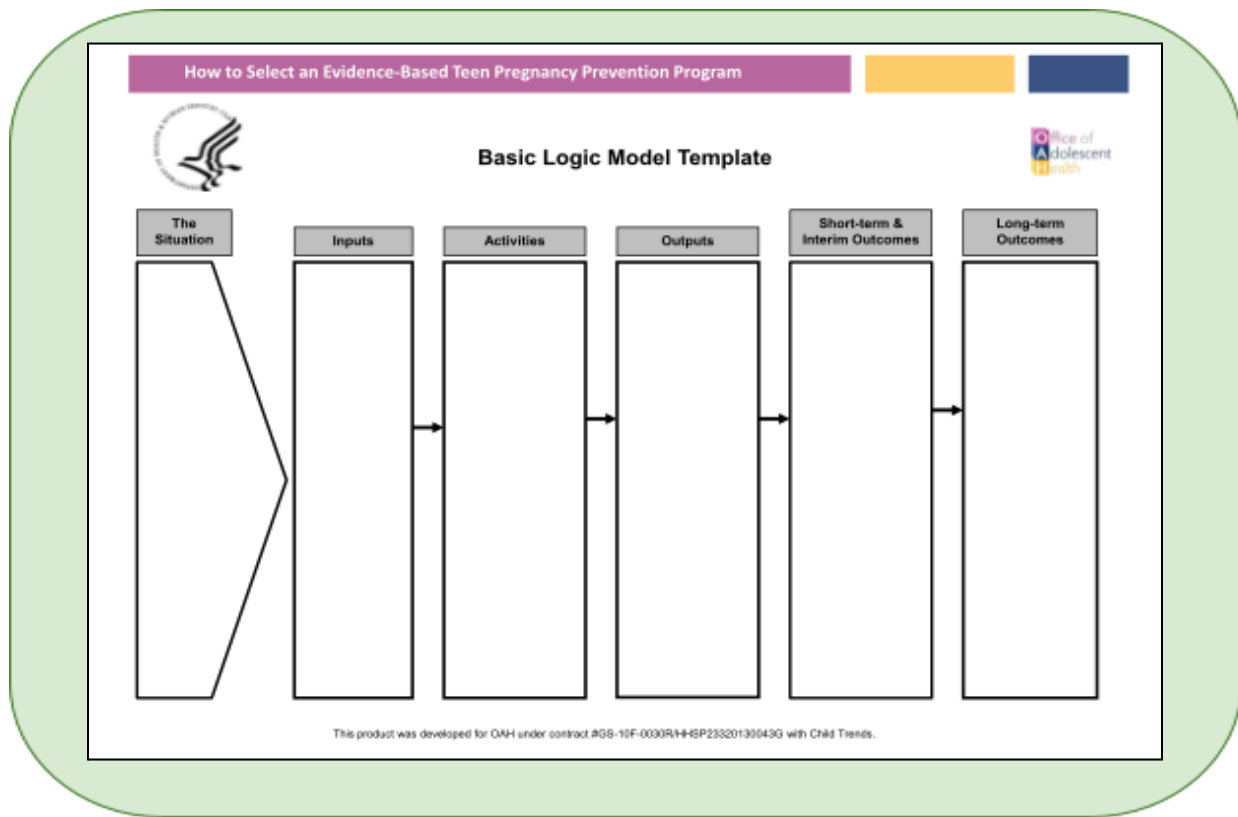 How to Select an Evidence-Based Teen Pregnancy Prevention Program
Basic Logic Model Template
Office of
Adolescent
Health
The
Situation
Inputs
Activities
Outputs
Short-term &
Interim Outcomes
Long-term
Outcomes
This product was developed for OAH under contract #GS-10F-0030R/HHSP23320130043G with Child Trends.